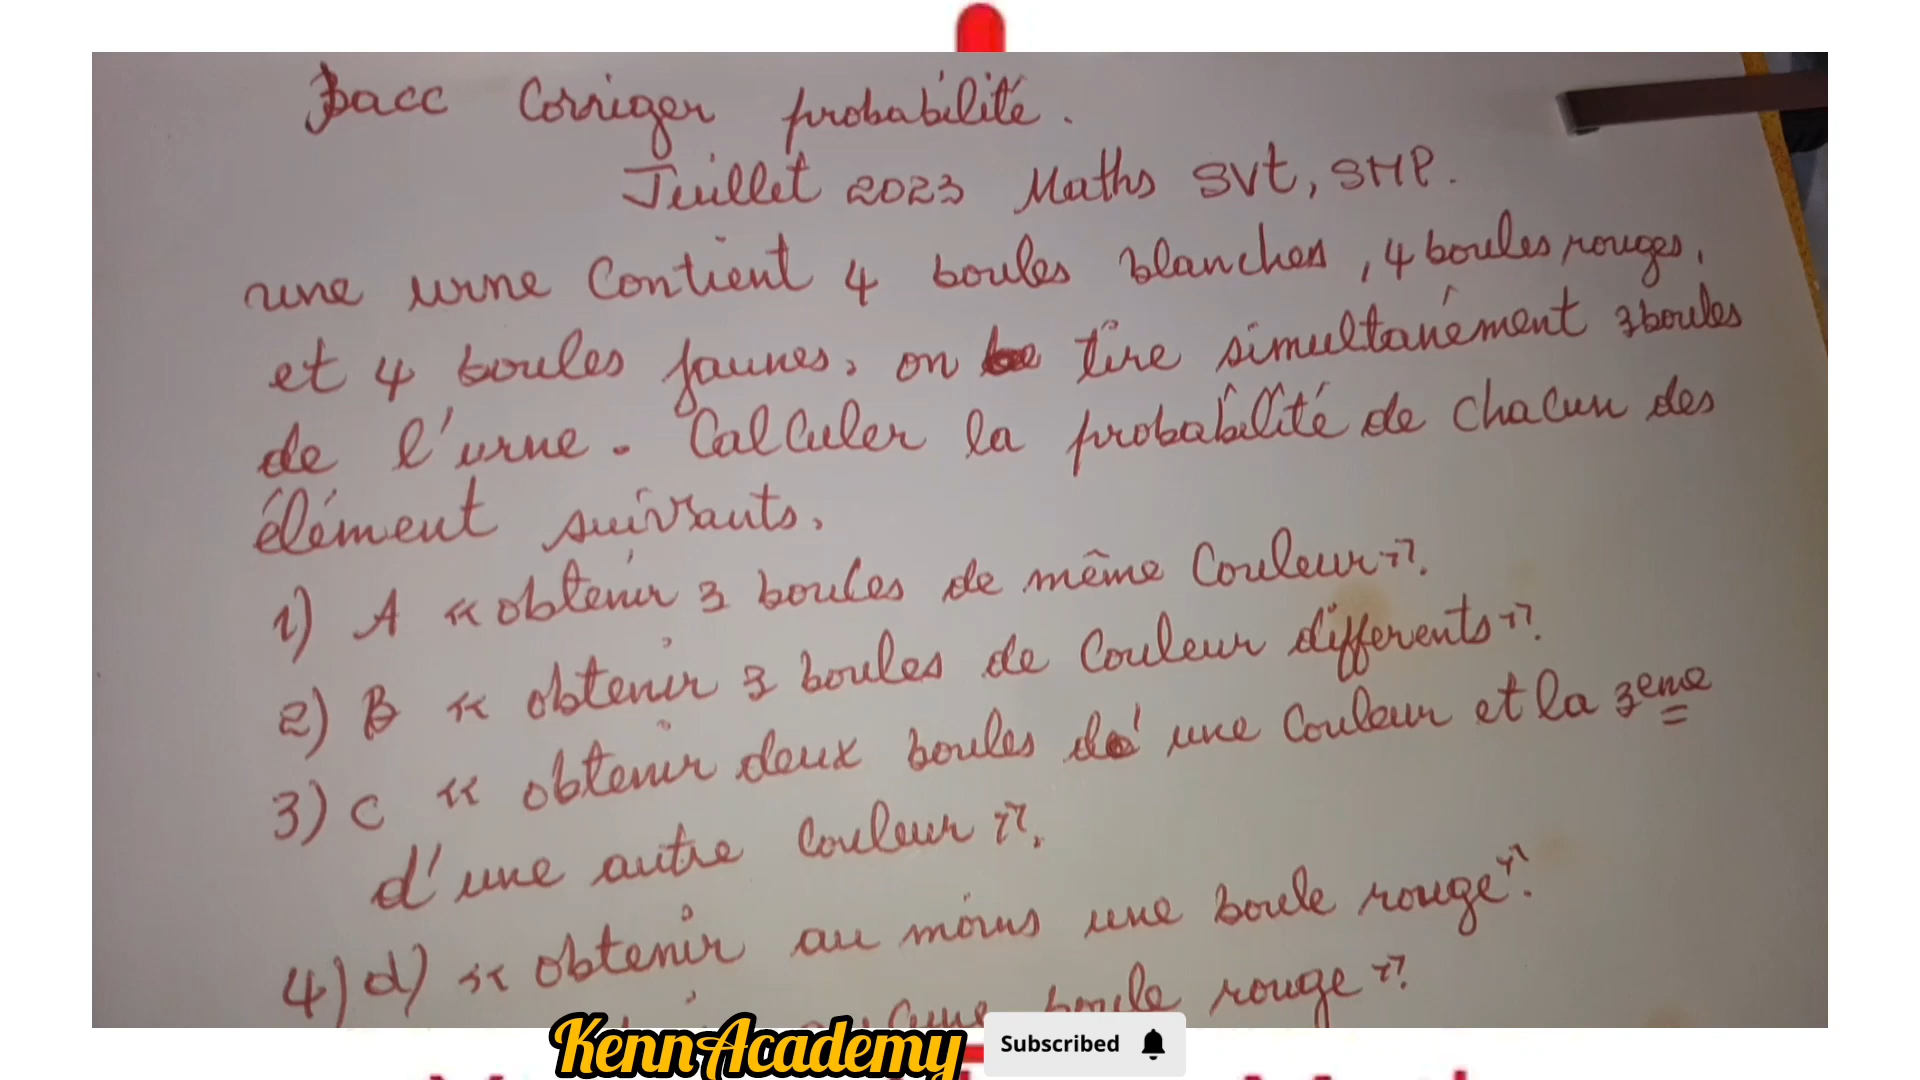 Bacc Corriger probabilité.
Juillet 2023 Maths SVt, SMP.
une urne Contient 4 boules blanches, 4 boules rouges,
et 4 boules jaunes, on tire simultanément 3 boules
de l'urne. Calculer la probabilité de chacun des
élément suivants.
1) A « obtenir 3 boules de même Couleur ».
2) B « obtenir 3 boules de Couleur differents ».
3) C « obtenir deux boules d' une Couleur et la 3eme
d'une autre Couleur ».
4) d) « obtenir au moins une boule rouge ».
boule rouge ».
KennAcademy
Subscribed